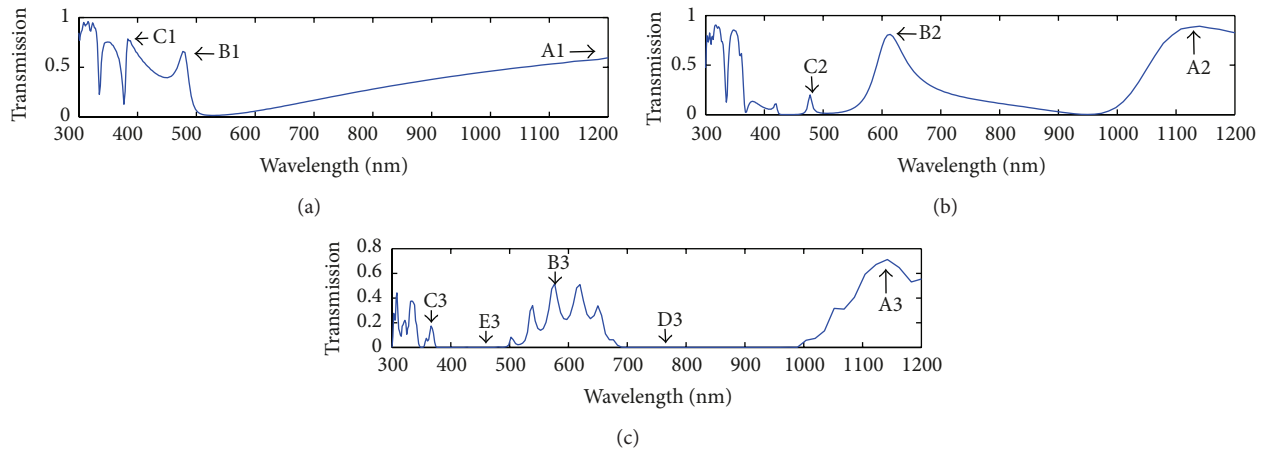 Transmission
1
0.5
0
C1
B1
A1
300 400 500 600 700 800 900 1000 1100 1200
Wavelength (nm)
(a)
Transmission
1
0.5
0
C2
B2
A2
300 400 500 600 700 800 900 1000 1100 1200
Wavelength (nm)
(b)
Transmission
0.8
0.6
0.4
0.2
0
C3
E3
B3
D3
A3
300 400 500 600 700 800 900 1000 1100 1200
Wavelength (nm)
(c)